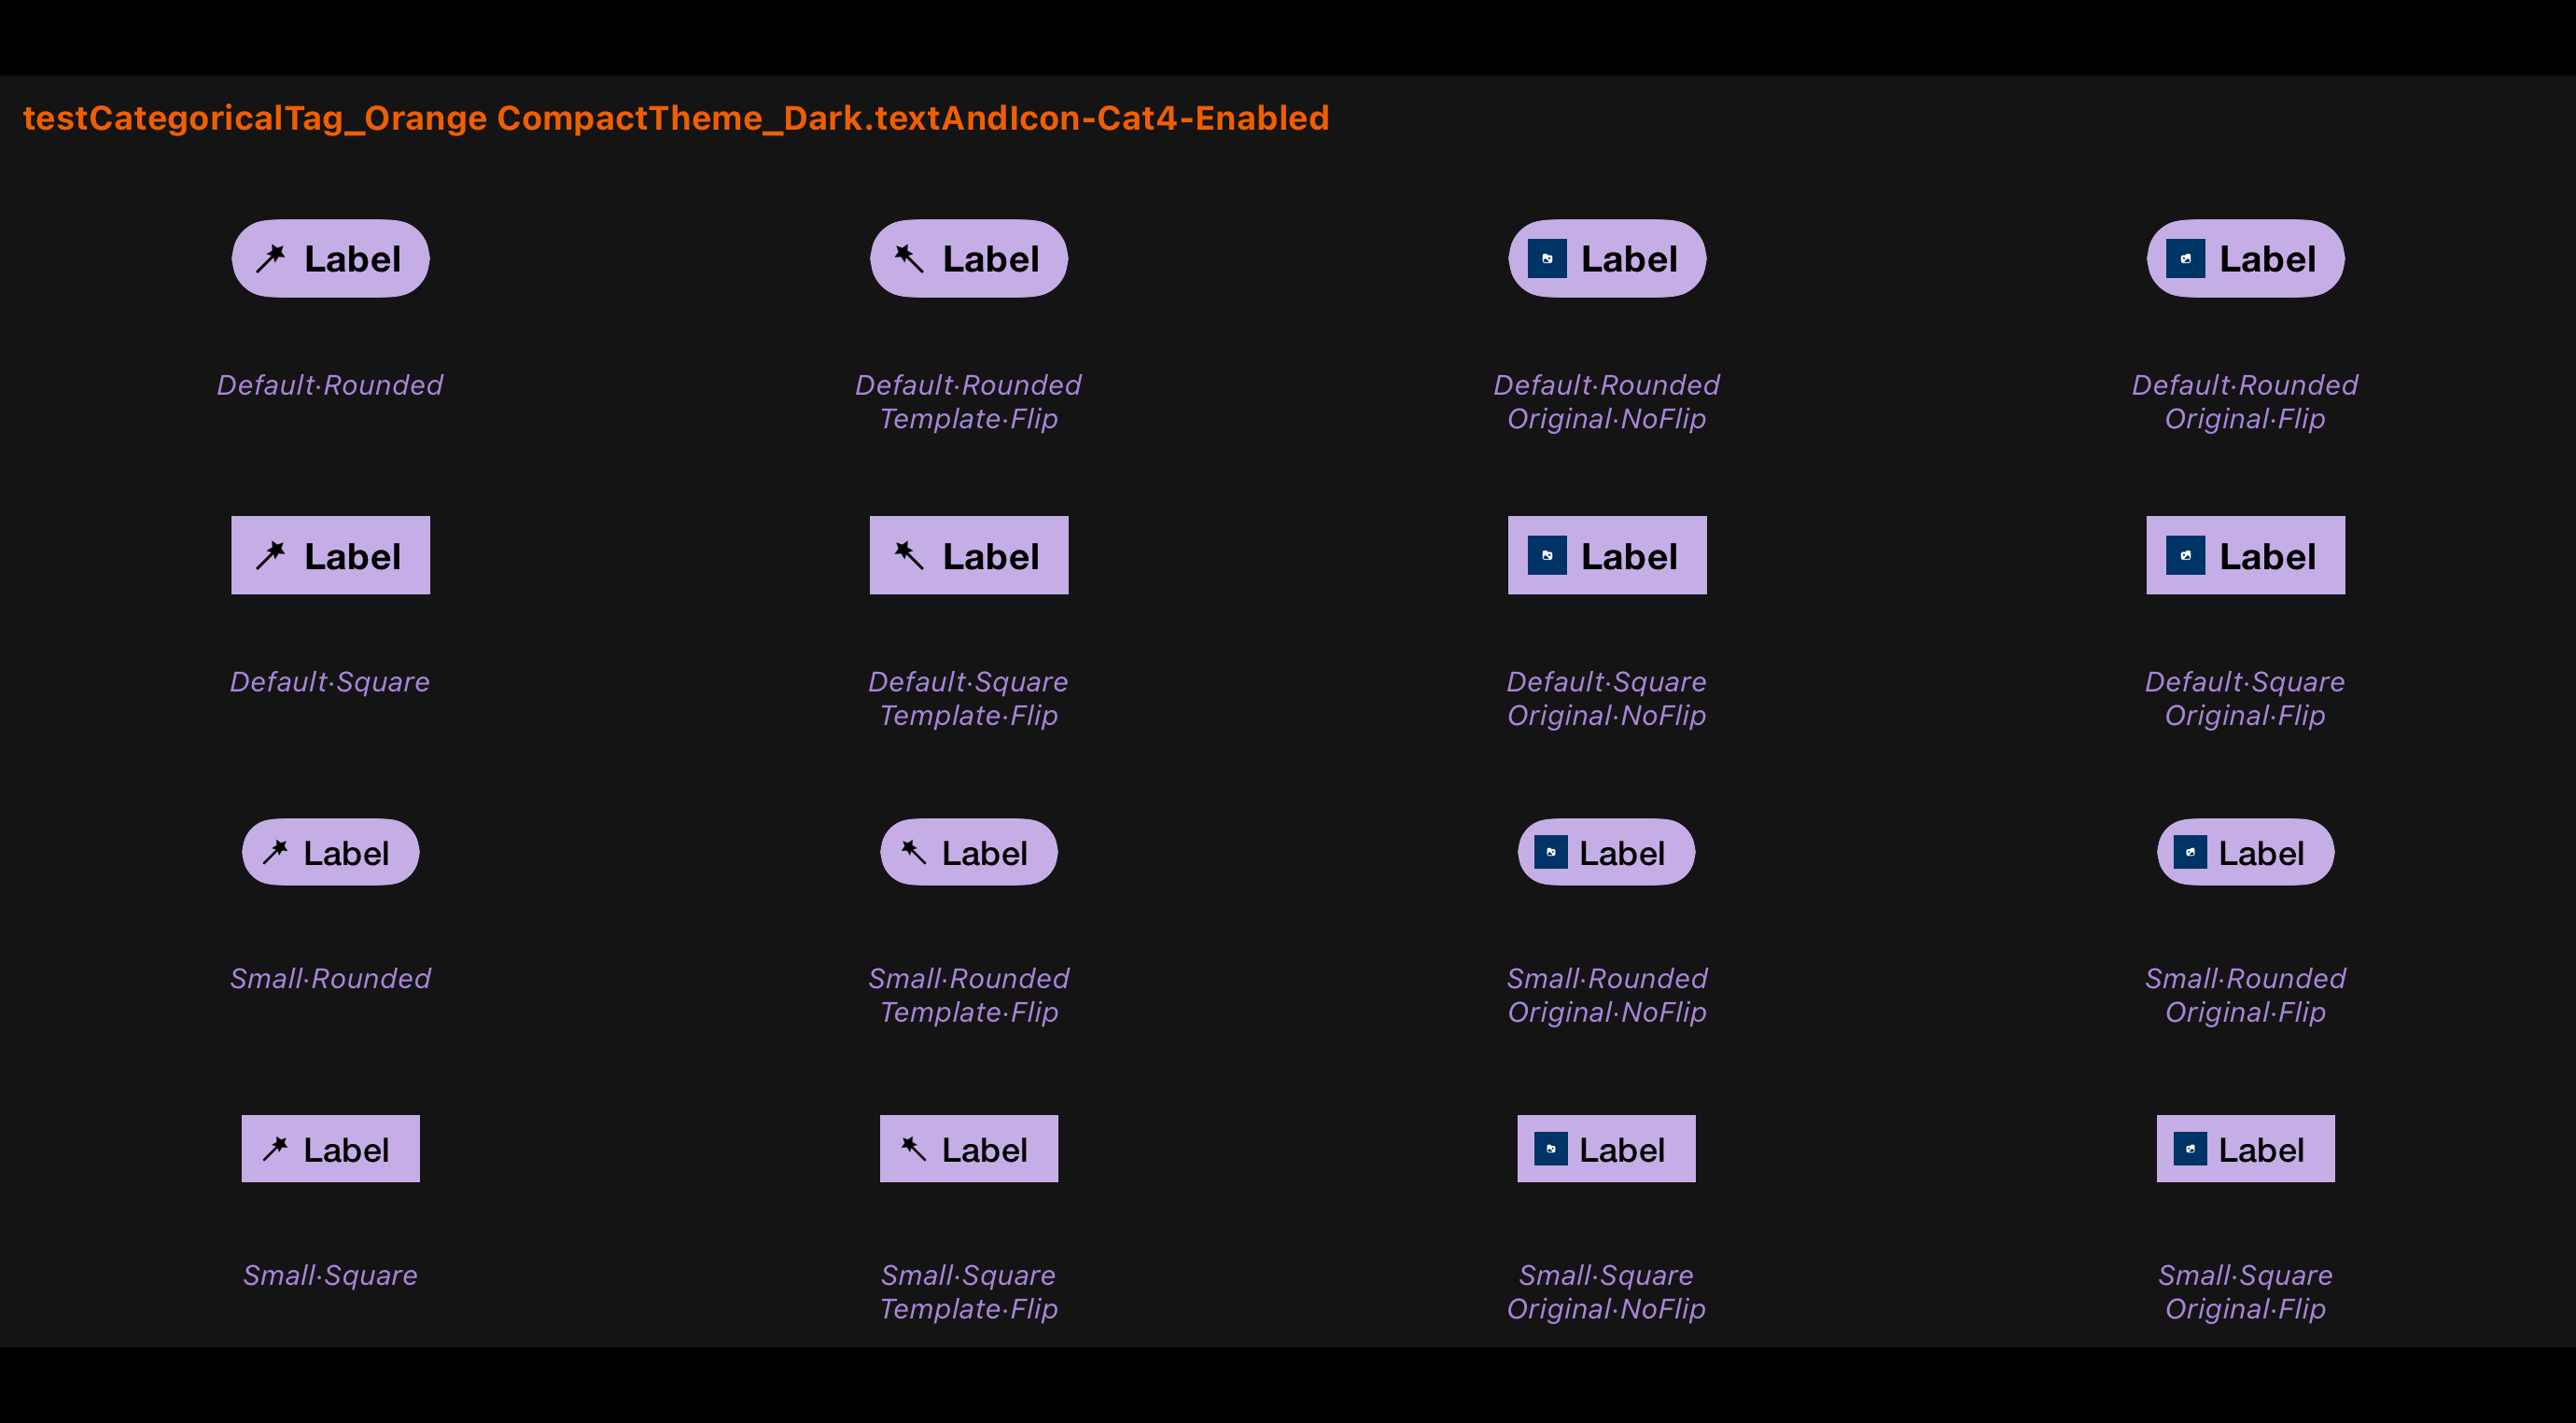 testCategoricalTag_Orange CompactTheme_Dark.textAndIcon-Cat4-Enabled
Label Label Label Label
Default·Rounded Default·Rounded Default·Rounded Default·Rounded
Template·Flip Original·NoFlip Original·Flip
Label Label Label Label
Default·Square Default·Square Default·Square Default·Square
Template·Flip Original·NoFlip Original·Flip
Label Label Label Label
Small·Rounded Small·Rounded Small·Rounded Small·Rounded
Template·Flip Original·NoFlip Original·Flip
Label Label Label Label
Small·Square Small·Square Small·Square Small·Square
Template·Flip Original·NoFlip Original·Flip